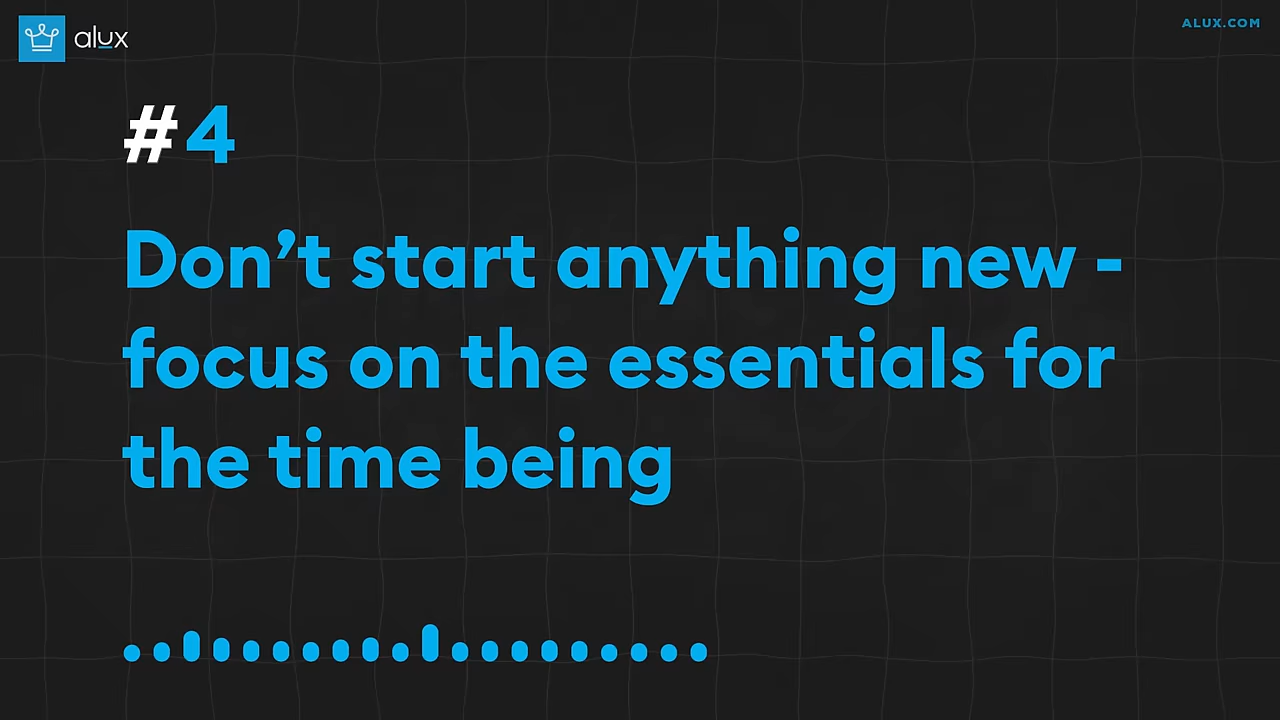 alux
ALUX.COM
#4
Don’t start anything new -
focus on the essentials for
the time being